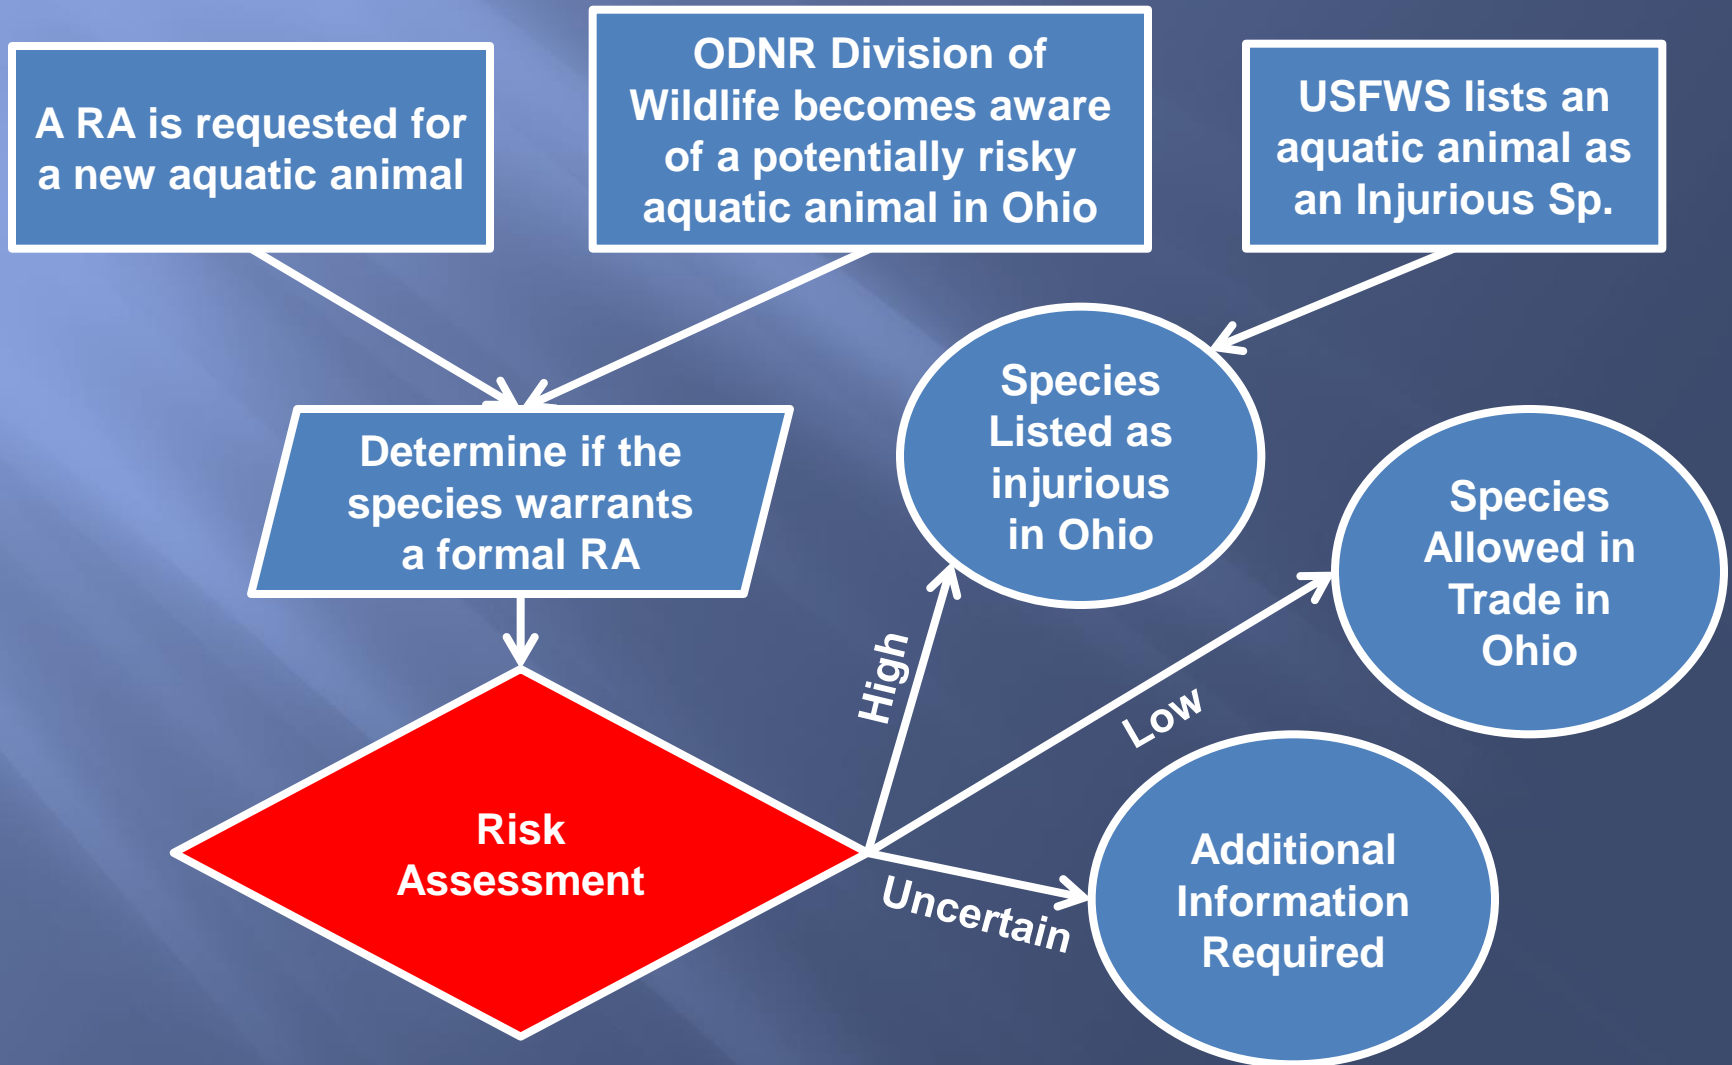 A RA is requested for
a new aquatic animal
ODNR Division of
Wildlife becomes aware
of a potentially risky
aquatic animal in Ohio
USFWS lists an
aquatic animal as
an Injurious Sp.
Determine if the
species warrants
a formal RA
Species
Listed as
injurious
in Ohio
Species
Allowed in
Trade in
Ohio
High
Low
Uncertain
Risk
Assessment
Additional
Information
Required